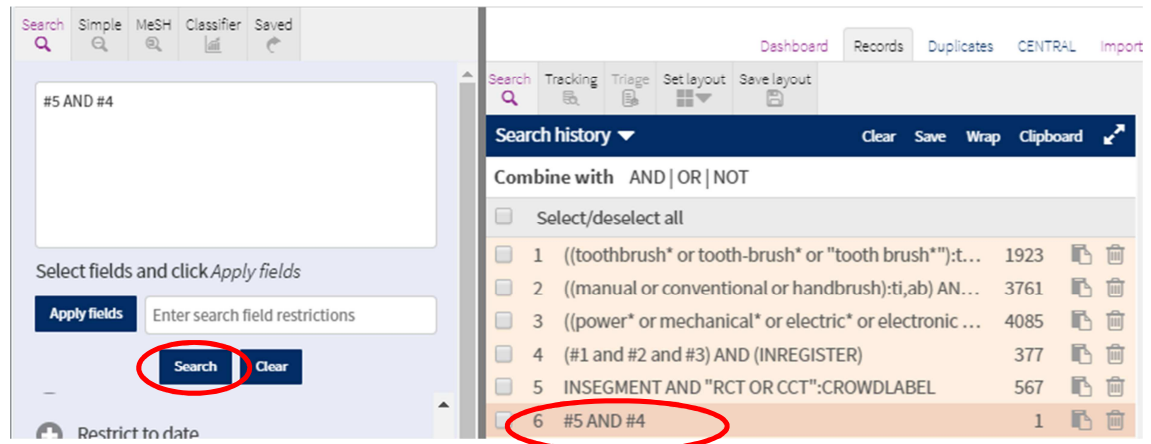 Search Simple MeSH Classifier Saved
#5 AND #4
Select fields and click Apply fields
Apply fields Enter search field restrictions
Search Clear
Restrict to date
Dashboard Records Duplicates CENTRAL Import
Search Tracking Triage Set layout Save layout
Search history Clear Save Wrap Clipboard
Combine with AND | OR | NOT
Select/deselect all
1 ((toothbrush* or tooth-brush* or "tooth brush*"):t... 1923
2 ((manual or conventional or handbrush):ti,ab) AN... 3761
3 ((power* or mechanical* or electric* or electronic ... 4085
4 (#1 and #2 and #3) AND (INREGISTER) 377
5 INSEGMENT AND "RCT OR CCT":CROWDLABEL 567
6 #5 AND #4 1